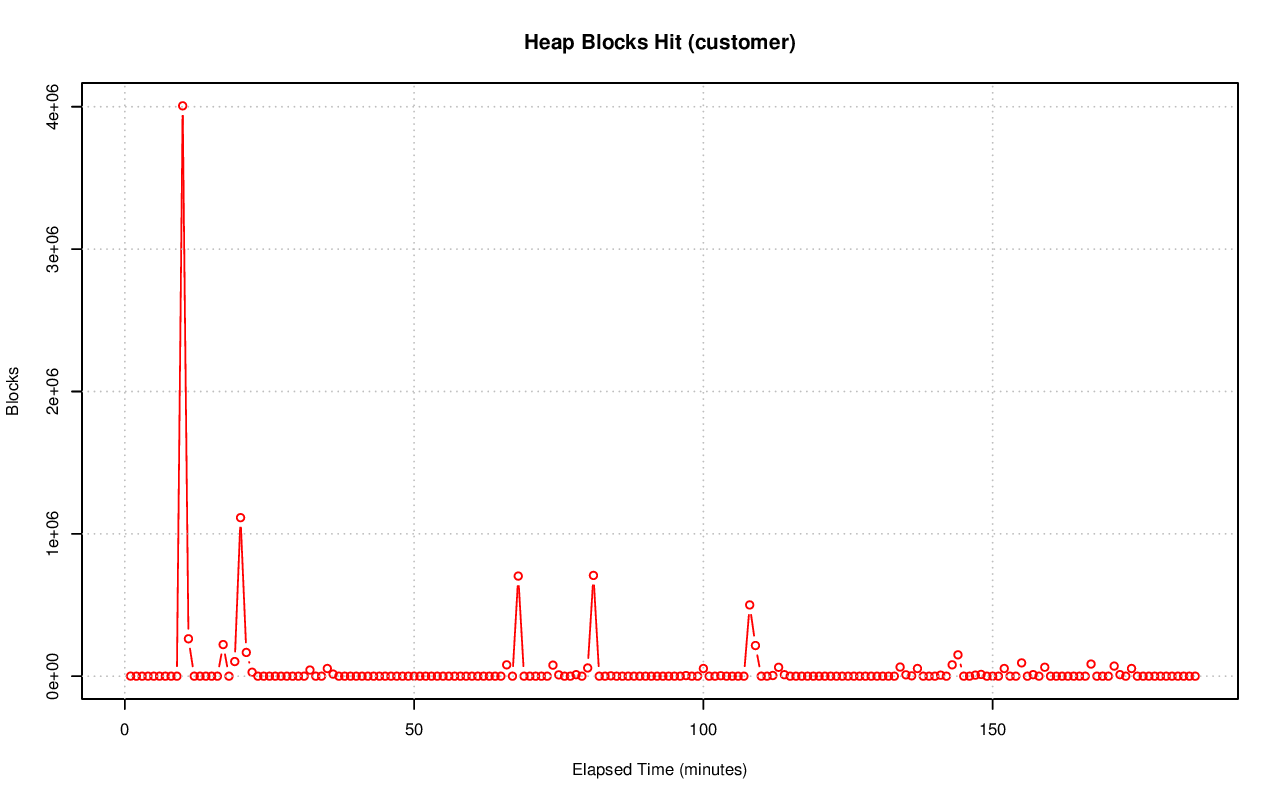 Heap Blocks Hit (customer)
Blocks
4e+06
3e+06
2e+06
1e+06
0e+00
0 50 100 150
Elapsed Time (minutes)